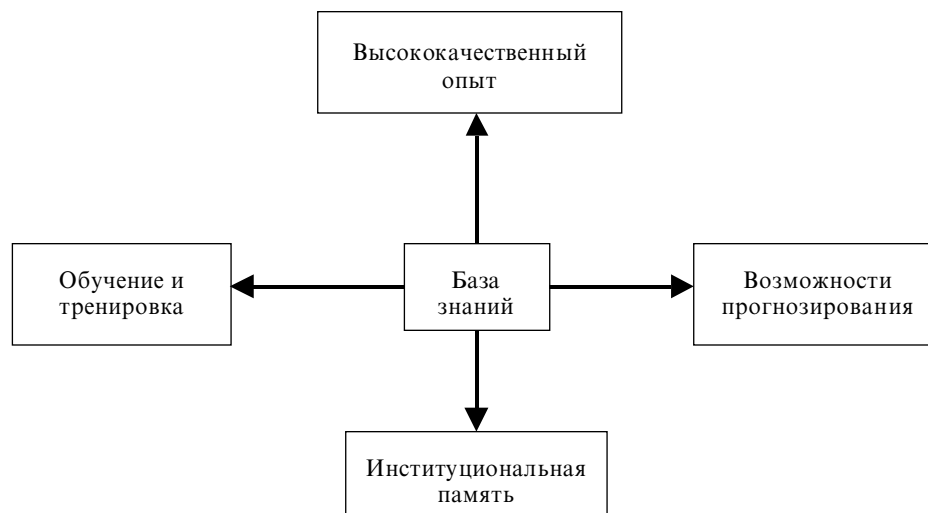 Высококачественный
опыт
Обучение и
тренировка
База
знаний
Возможности
прогнозирования
Институциональная
память